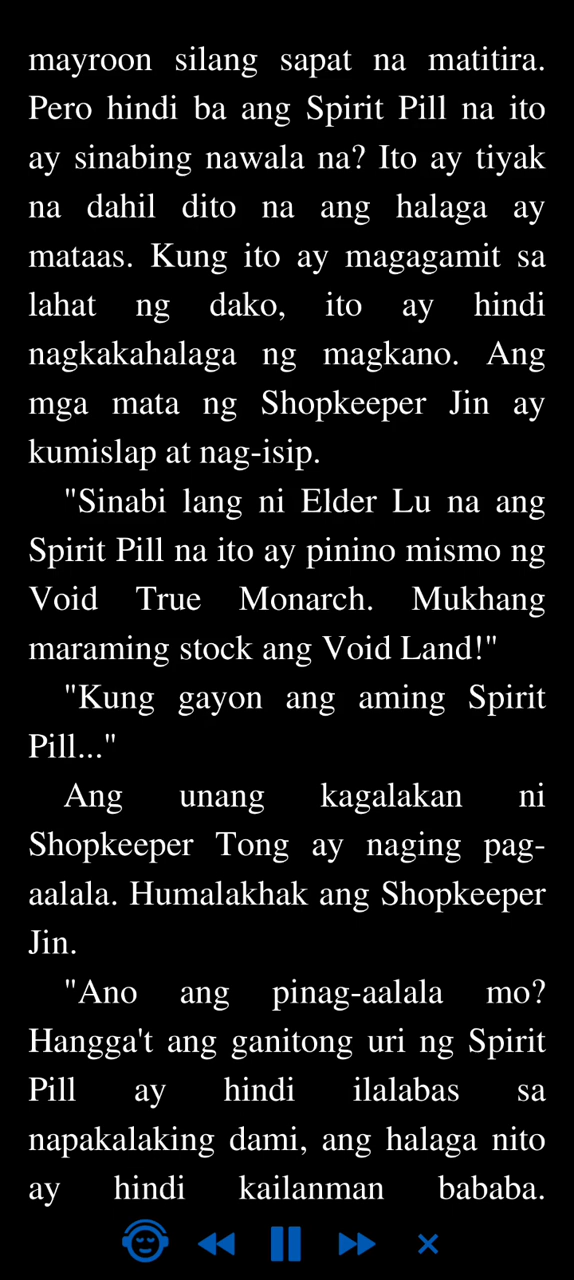 mayroon silang sapat na matitira.
Pero hindi ba ang Spirit Pill na ito
ay sinabing nawala na? Ito ay tiyak
na dahil dito na ang halaga ay
mataas. Kung ito ay magagamit sa
lahat ng dako, ito ay hindi
nagkakahalaga ng magkano. Ang
mga mata ng Shopkeeper Jin ay
kumislap at nag-isip.
"Sinabi lang ni Elder Lu na ang
Spirit Pill na ito ay pinino mismo ng
Void True Monarch. Mukhang
maraming stock ang Void Land!"
"Kung gayon ang aming Spirit
Pill..."
Ang unang kagalakan ni
Shopkeeper Tong ay naging pag-
aalala. Humalakhak ang Shopkeeper
Jin.
"Ano ang pinag-aalala mo?
Hangga't ang ganitong uri ng Spirit
Pill ay hindi ilalabas sa
napakalaking dami, ang halaga nito
ay hindi kailanman bababa.